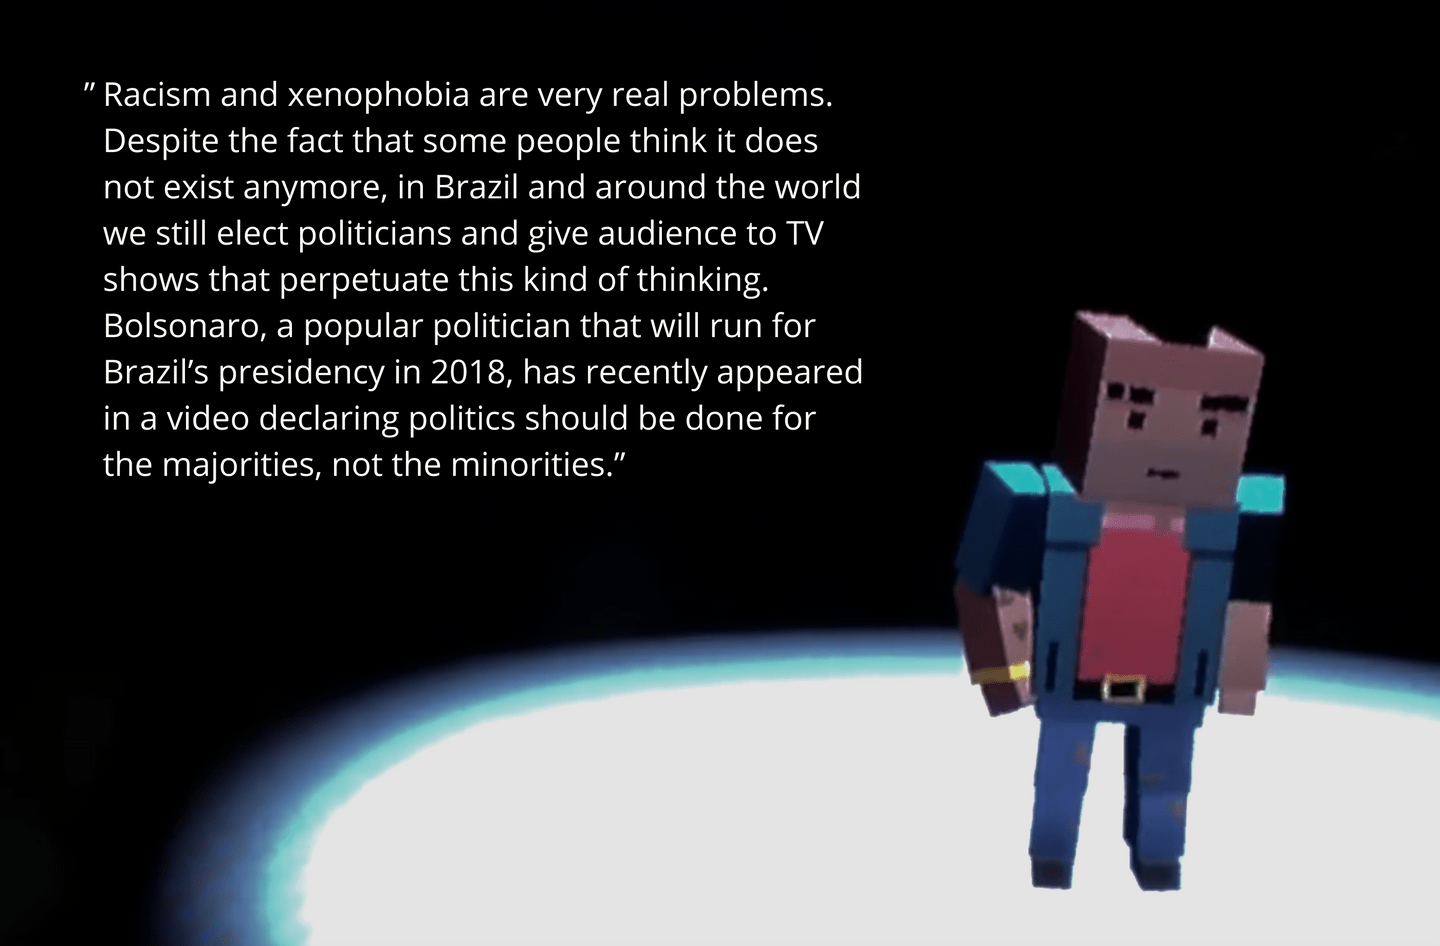 ” Racism and xenophobia are very real problems.
Despite the fact that some people think it does
not exist anymore, in Brazil and around the world
we still elect politicians and give audience to TV
shows that perpetuate this kind of thinking.
Bolsonaro, a popular politician that will run for
Brazil’s presidency in 2018, has recently appeared
in a video declaring politics should be done for
the majorities, not the minorities.”